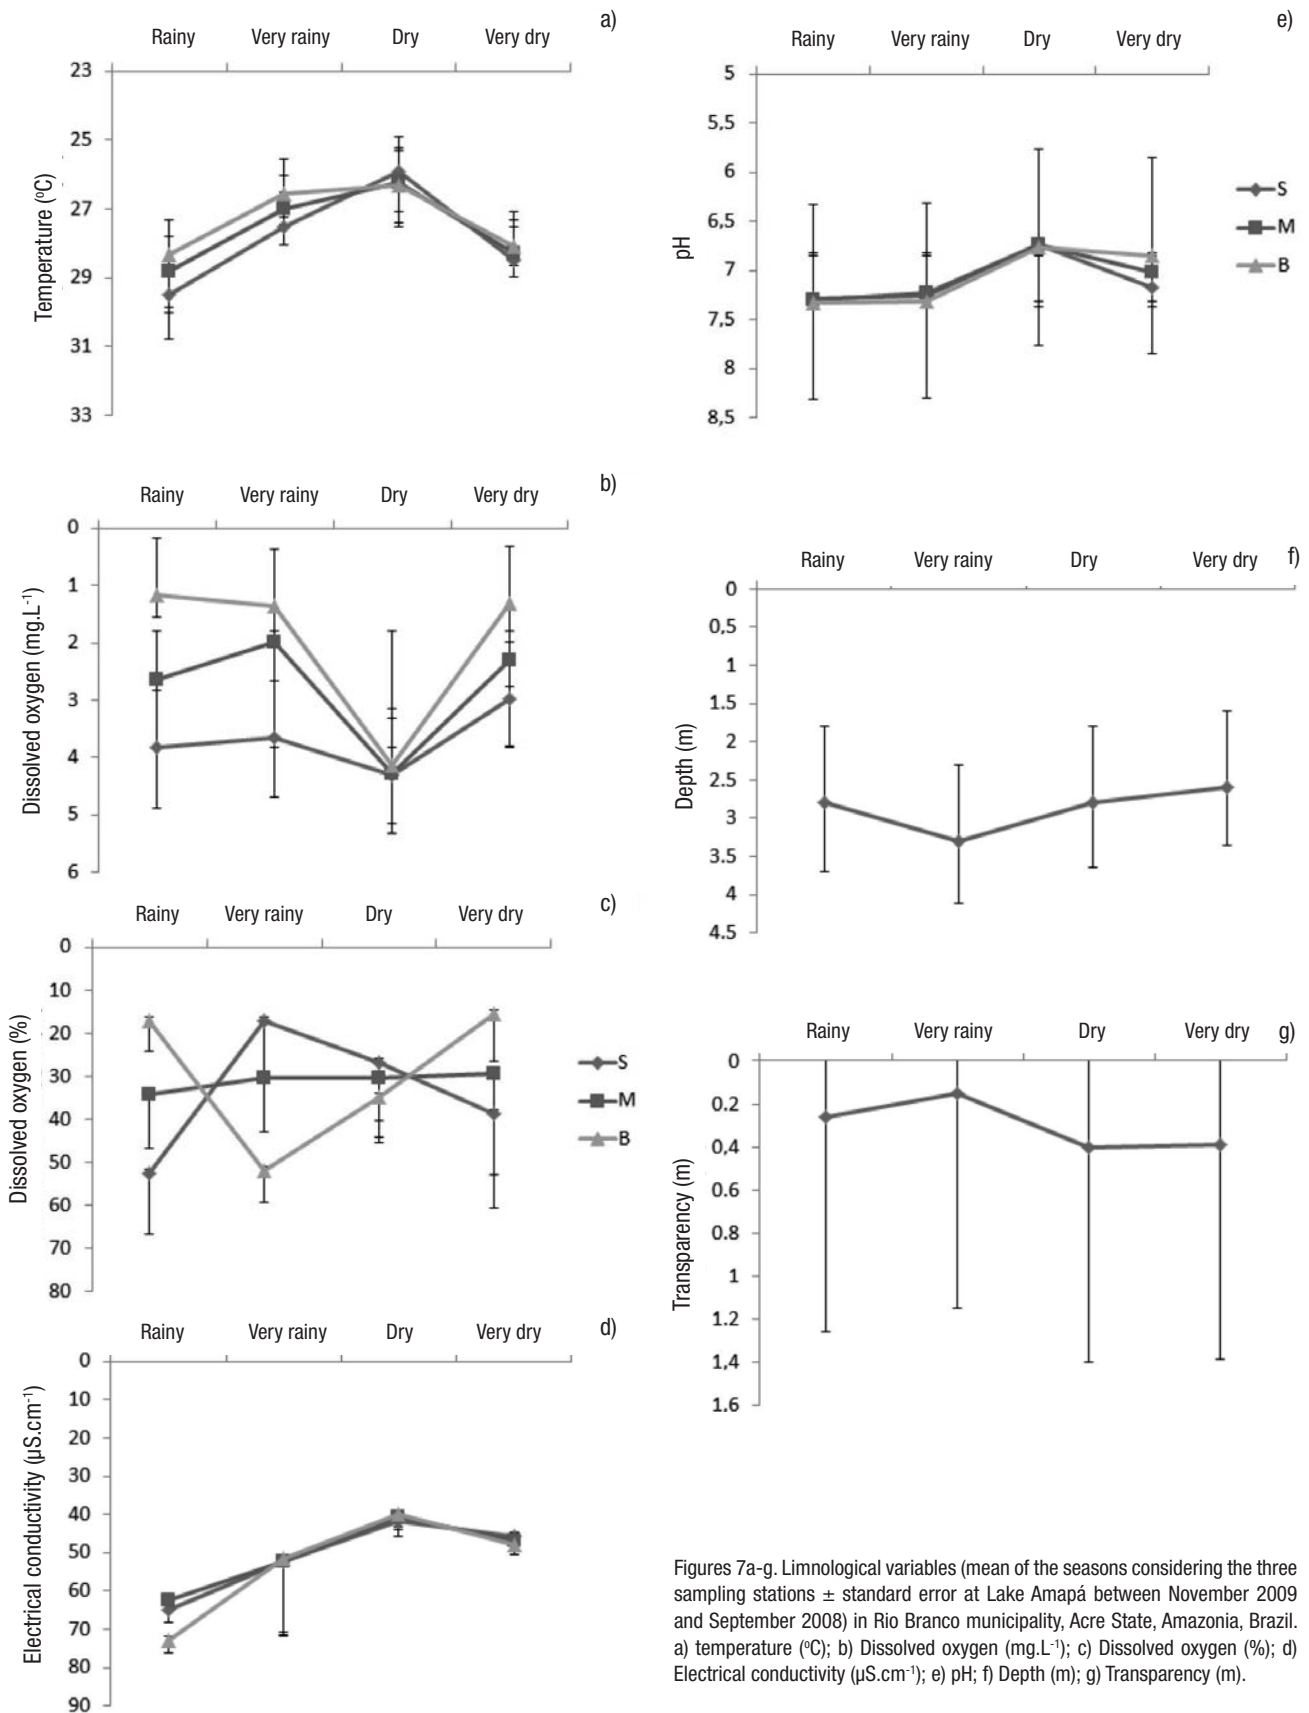 a)
Rainy Very rainy Dry Very dry
23
25
27
29
31
33
Temperature (ºC)
b)
Rainy Very rainy Dry Very dry
0
1
2
3
4
5
6
Dissolved oxygen (mg.L-1)
c)
Rainy Very rainy Dry Very dry
0
10
20
30
40
50
60
70
80
Dissolved oxygen (%)
S
M
B
d)
Rainy Very rainy Dry Very dry
0
10
20
30
40
50
60
70
80
90
Electrical conductivity (µS.cm-1)
e)
Rainy Very rainy Dry Very dry
5
5,5
6
6,5
7
7,5
8
8,5
pH
S
M
B
f)
Rainy Very rainy Dry Very dry
0
0,5
1
1.5
2
2.5
3
3.5
4
4.5
Depth (m)
g)
Rainy Very rainy Dry Very dry
0
0.2
0,4
0.6
0.8
1
1.2
1,4
1.6
Transparency (m)
Figures 7a-g. Limnological variables (mean of the seasons considering the three
sampling stations ± standard error at Lake Amapá between November 2009
and September 2008) in Rio Branco municipality, Acre State, Amazonia, Brazil.
a) temperature (ºC); b) Dissolved oxygen (mg.L-1); c) Dissolved oxygen (%); d)
Electrical conductivity (µS.cm-1); e) pH; f) Depth (m); g) Transparency (m).